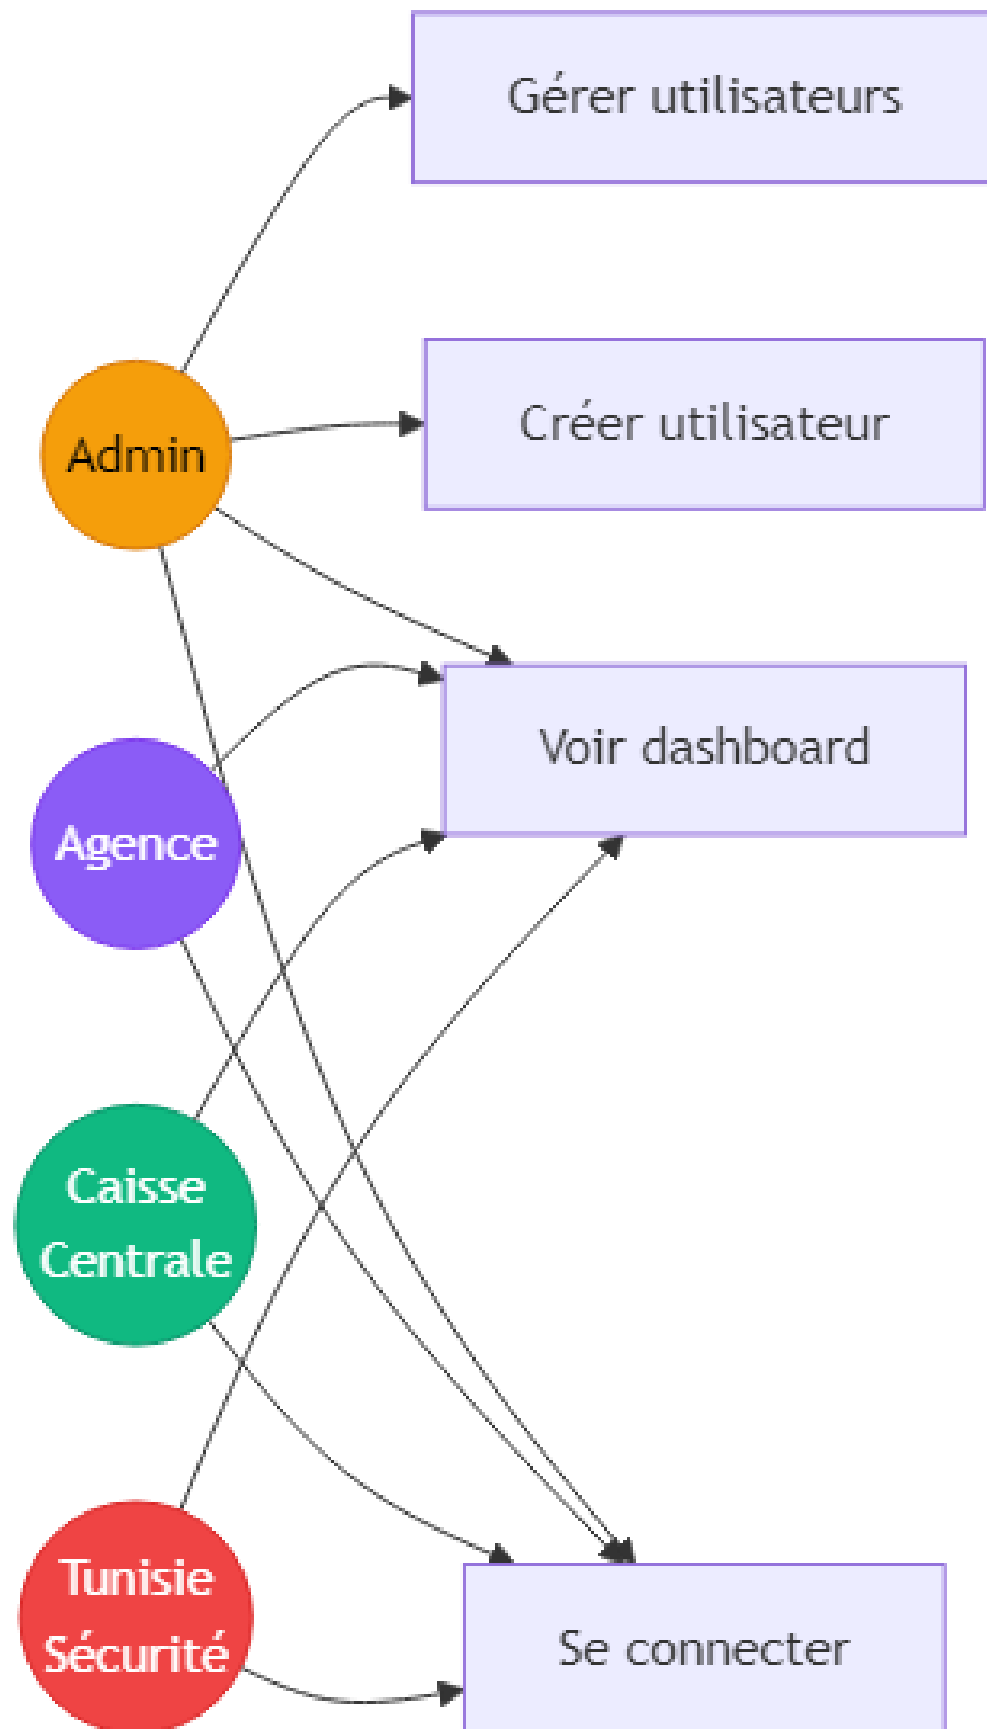 Gérer utilisateurs
Créer utilisateur
Admin
Voir dashboard
Agence
Caisse
Centrale
Tunisie
Sécurité
Se connecter